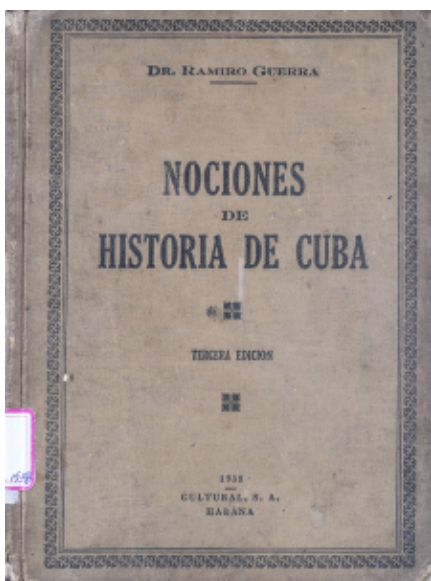 DR. RAMIRO GUERRA
NOCIONES
DE
HISTORIA DE CUBA
TERCERA EDICION
CULTURAL, S. A.
HABANA